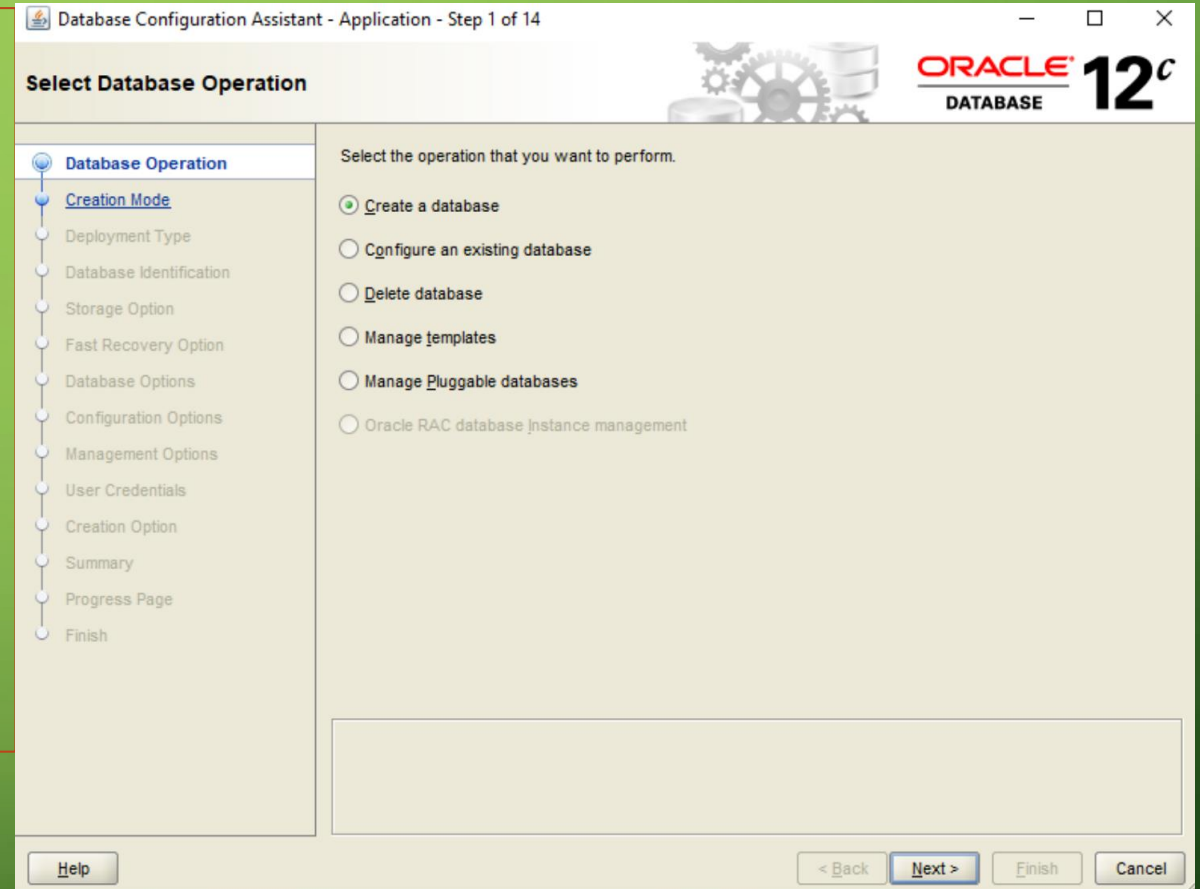 Database Configuration Assistant - Application - Step 1 of 14
Select Database Operation
ORACLE
DATABASE
12c
Database Operation
Creation Mode
Deployment Type
Database Identification
Storage Option
Fast Recovery Option
Database Options
Configuration Options
Management Options
User Credentials
Creation Option
Summary
Progress Page
Finish
Select the operation that you want to perform.
Create a database
Configure an existing database
Delete database
Manage templates
Manage Pluggable databases
Oracle RAC database Instance management
Help
< Back
Next >
Finish
Cancel